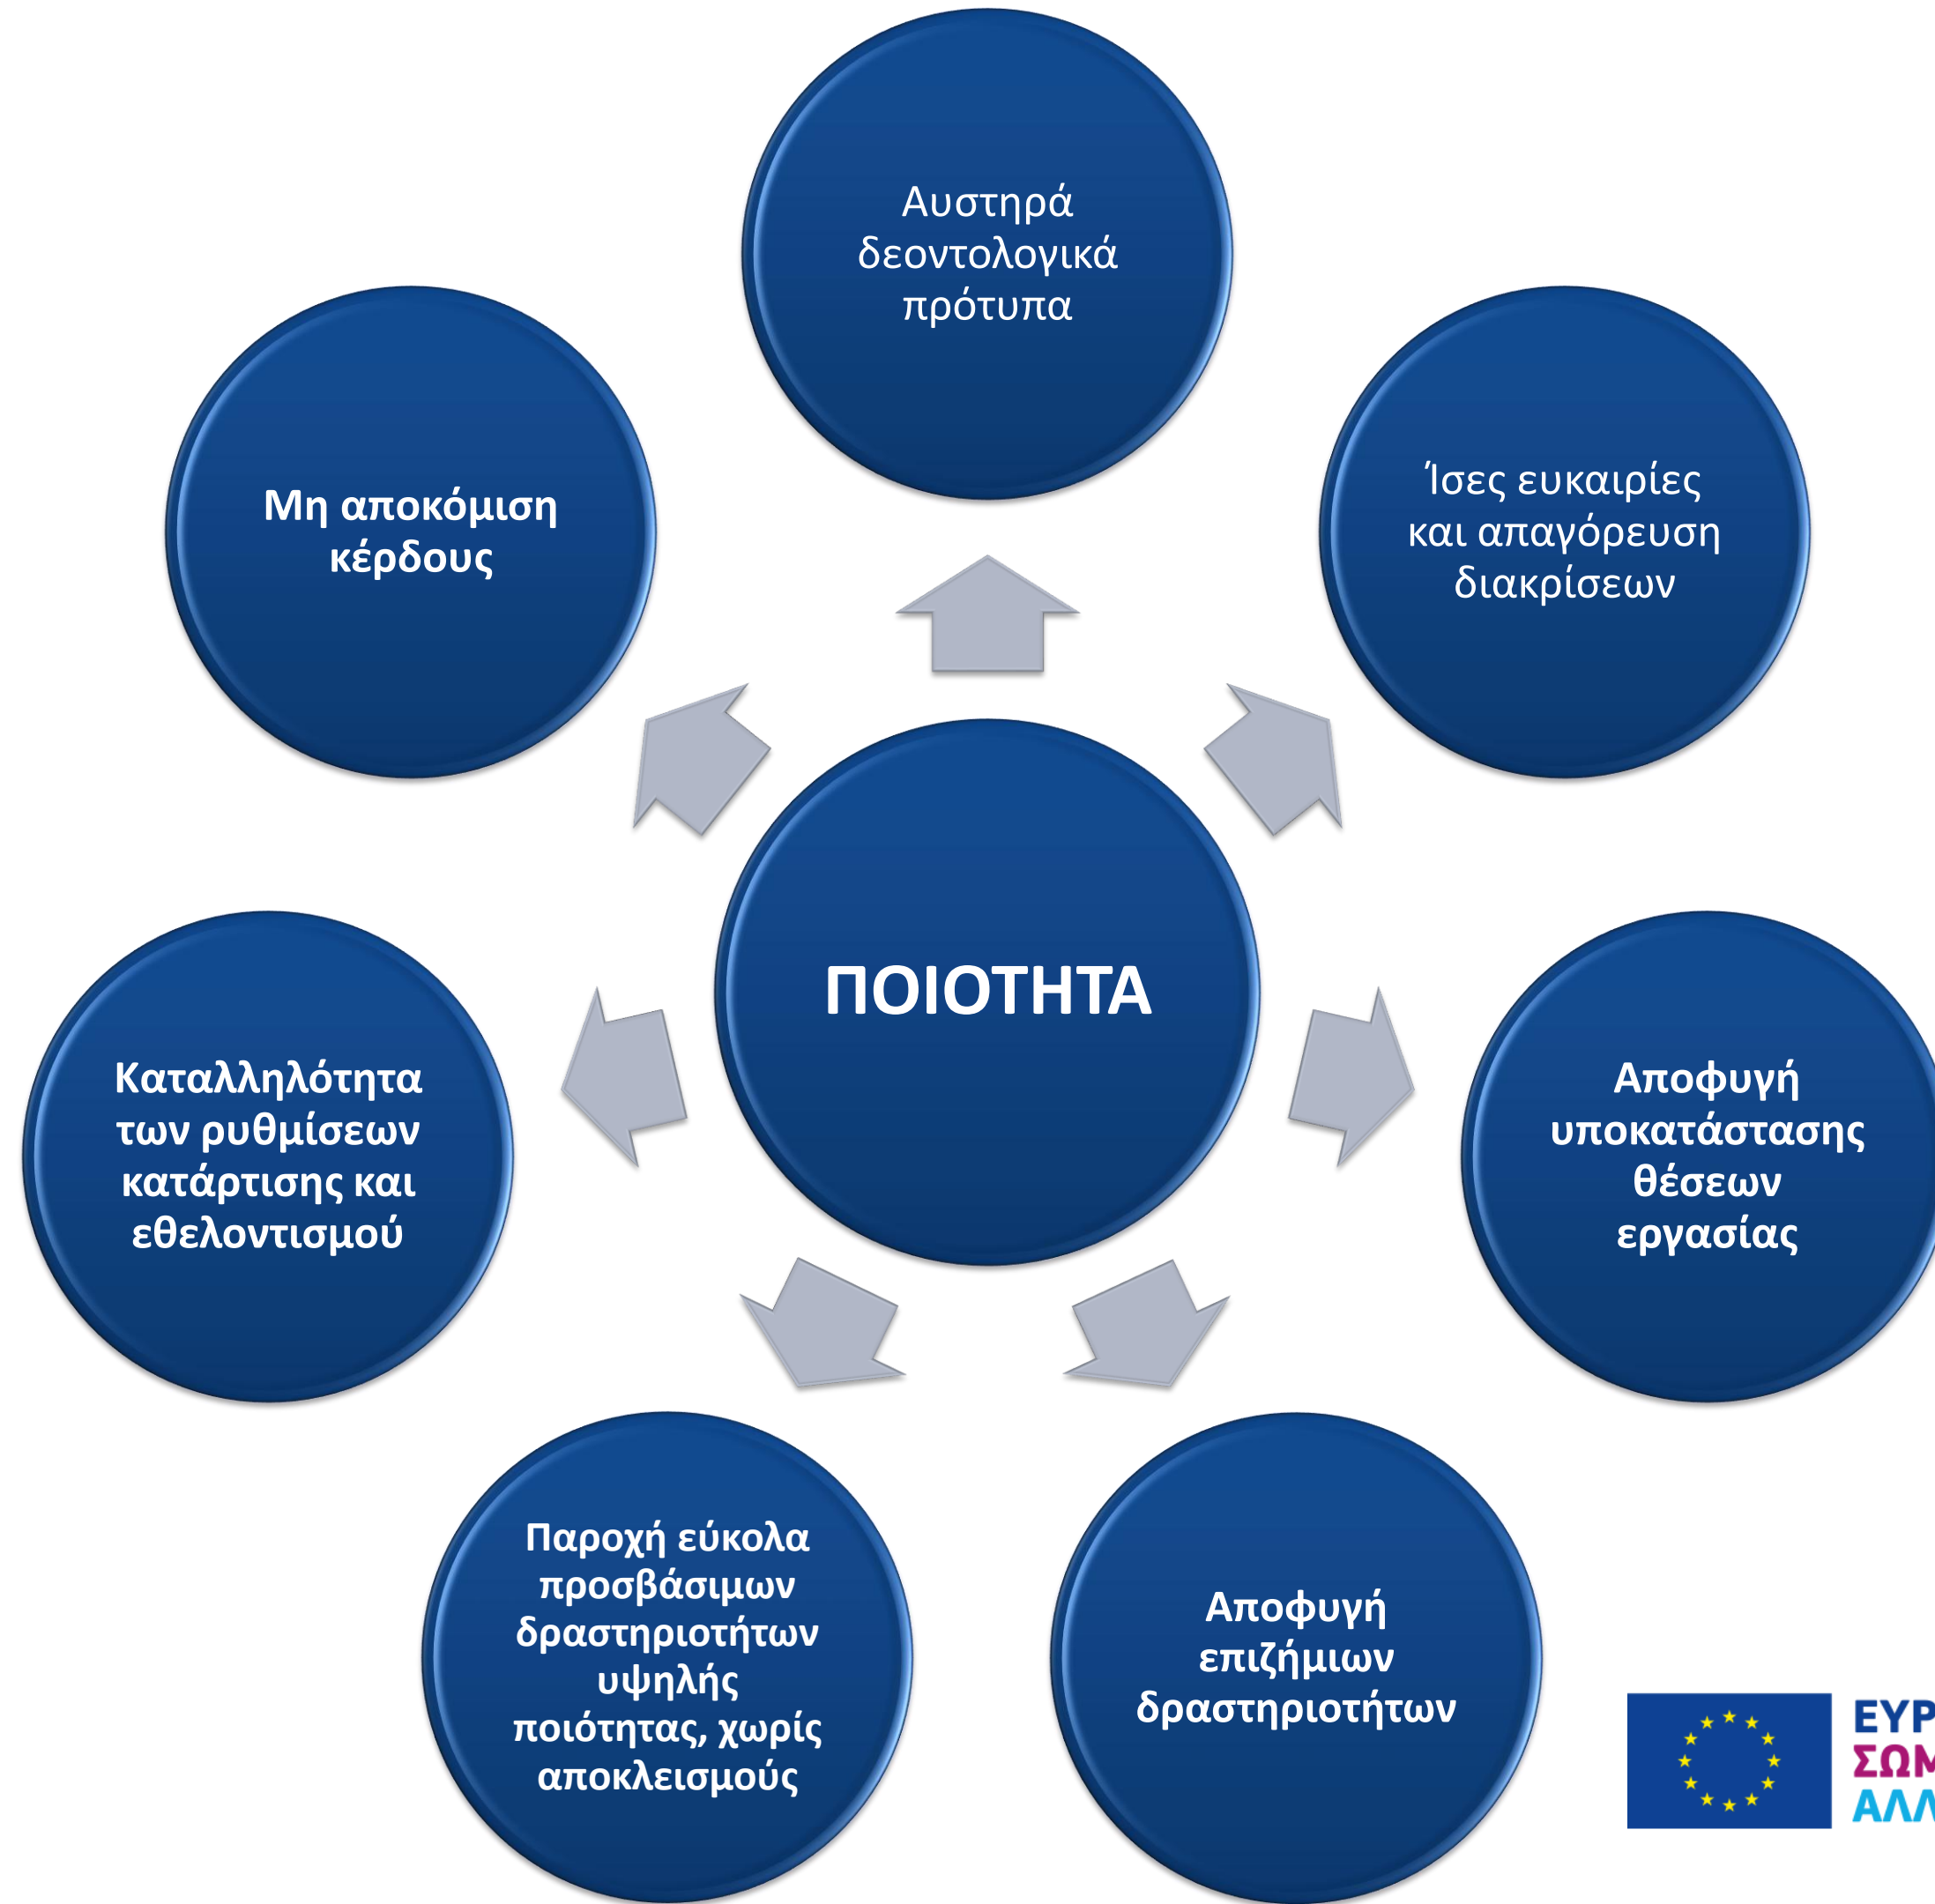 Αυστηρά
δεοντολογικά
πρότυπα
Ίσες ευκαιρίες
και απαγόρευση
διακρίσεων
Αποφυγή
υποκατάστασης
θέσεων
εργασίας
Αποφυγή
επιζήμιων
δραστηριοτήτων
Παροχή εύκολα
προσβάσιμων
δραστηριοτήτων
υψηλής
ποιότητας, χωρίς
αποκλεισμούς
Καταλληλότητα
των ρυθμίσεων
κατάρτισης και
εθελοντισμού
Μη αποκόμιση
κέρδους
ΠΟΙΟΤΗΤΑ